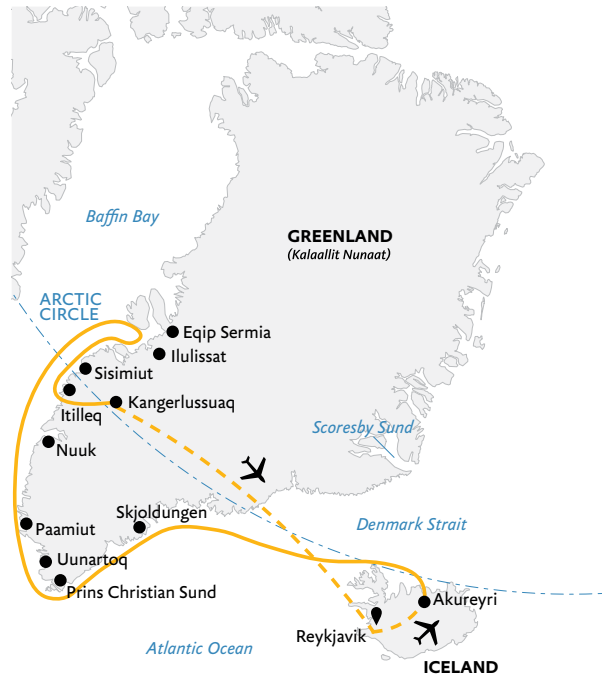 Baffin Bay
GREENLAND
(Kalaallit Nunaat)
ARCTIC
CIRCLE
Eqip Sermia
Ilulissat
Sisimiut
Kangerlussuaq
Itilleq
Scoresby Sund
Nuuk
Skjoldungen
Paamiut
Denmark Strait
Uunartoq
Prins Christian Sund
Akureyri
Reykjavik
Atlantic Ocean
ICELAND